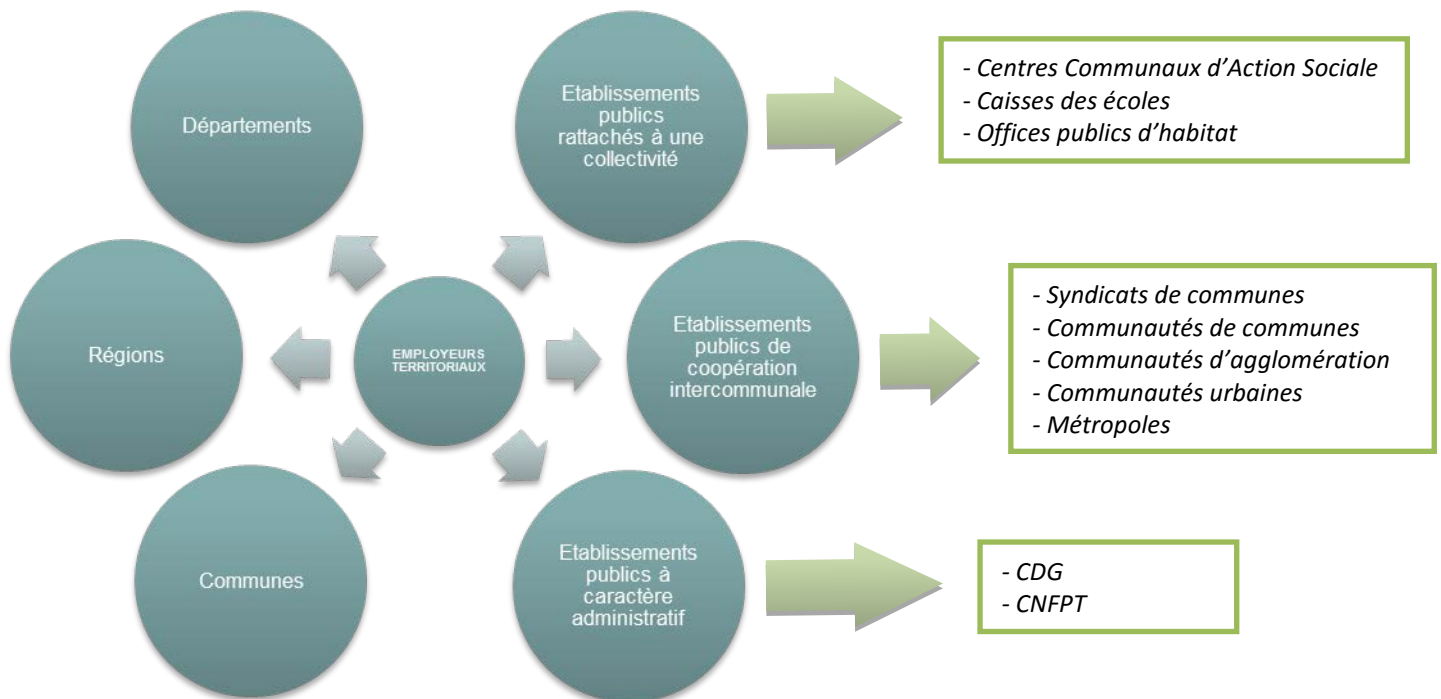 Départements
Etablissements
publics
rattachés à une
collectivité
- Centres Communaux d’Action Sociale
- Caisses des écoles
- Offices publics d’habitat
Régions
EMPLOYEURS
TERRITORIAUX
Etablissements
publics de
coopération
intercommunale
- Syndicats de communes
- Communautés de communes
- Communautés d’agglomération
- Communautés urbaines
- Métropoles
Communes
Etablissements
publics à
caractère
administratif
- CDG
- CNFPT